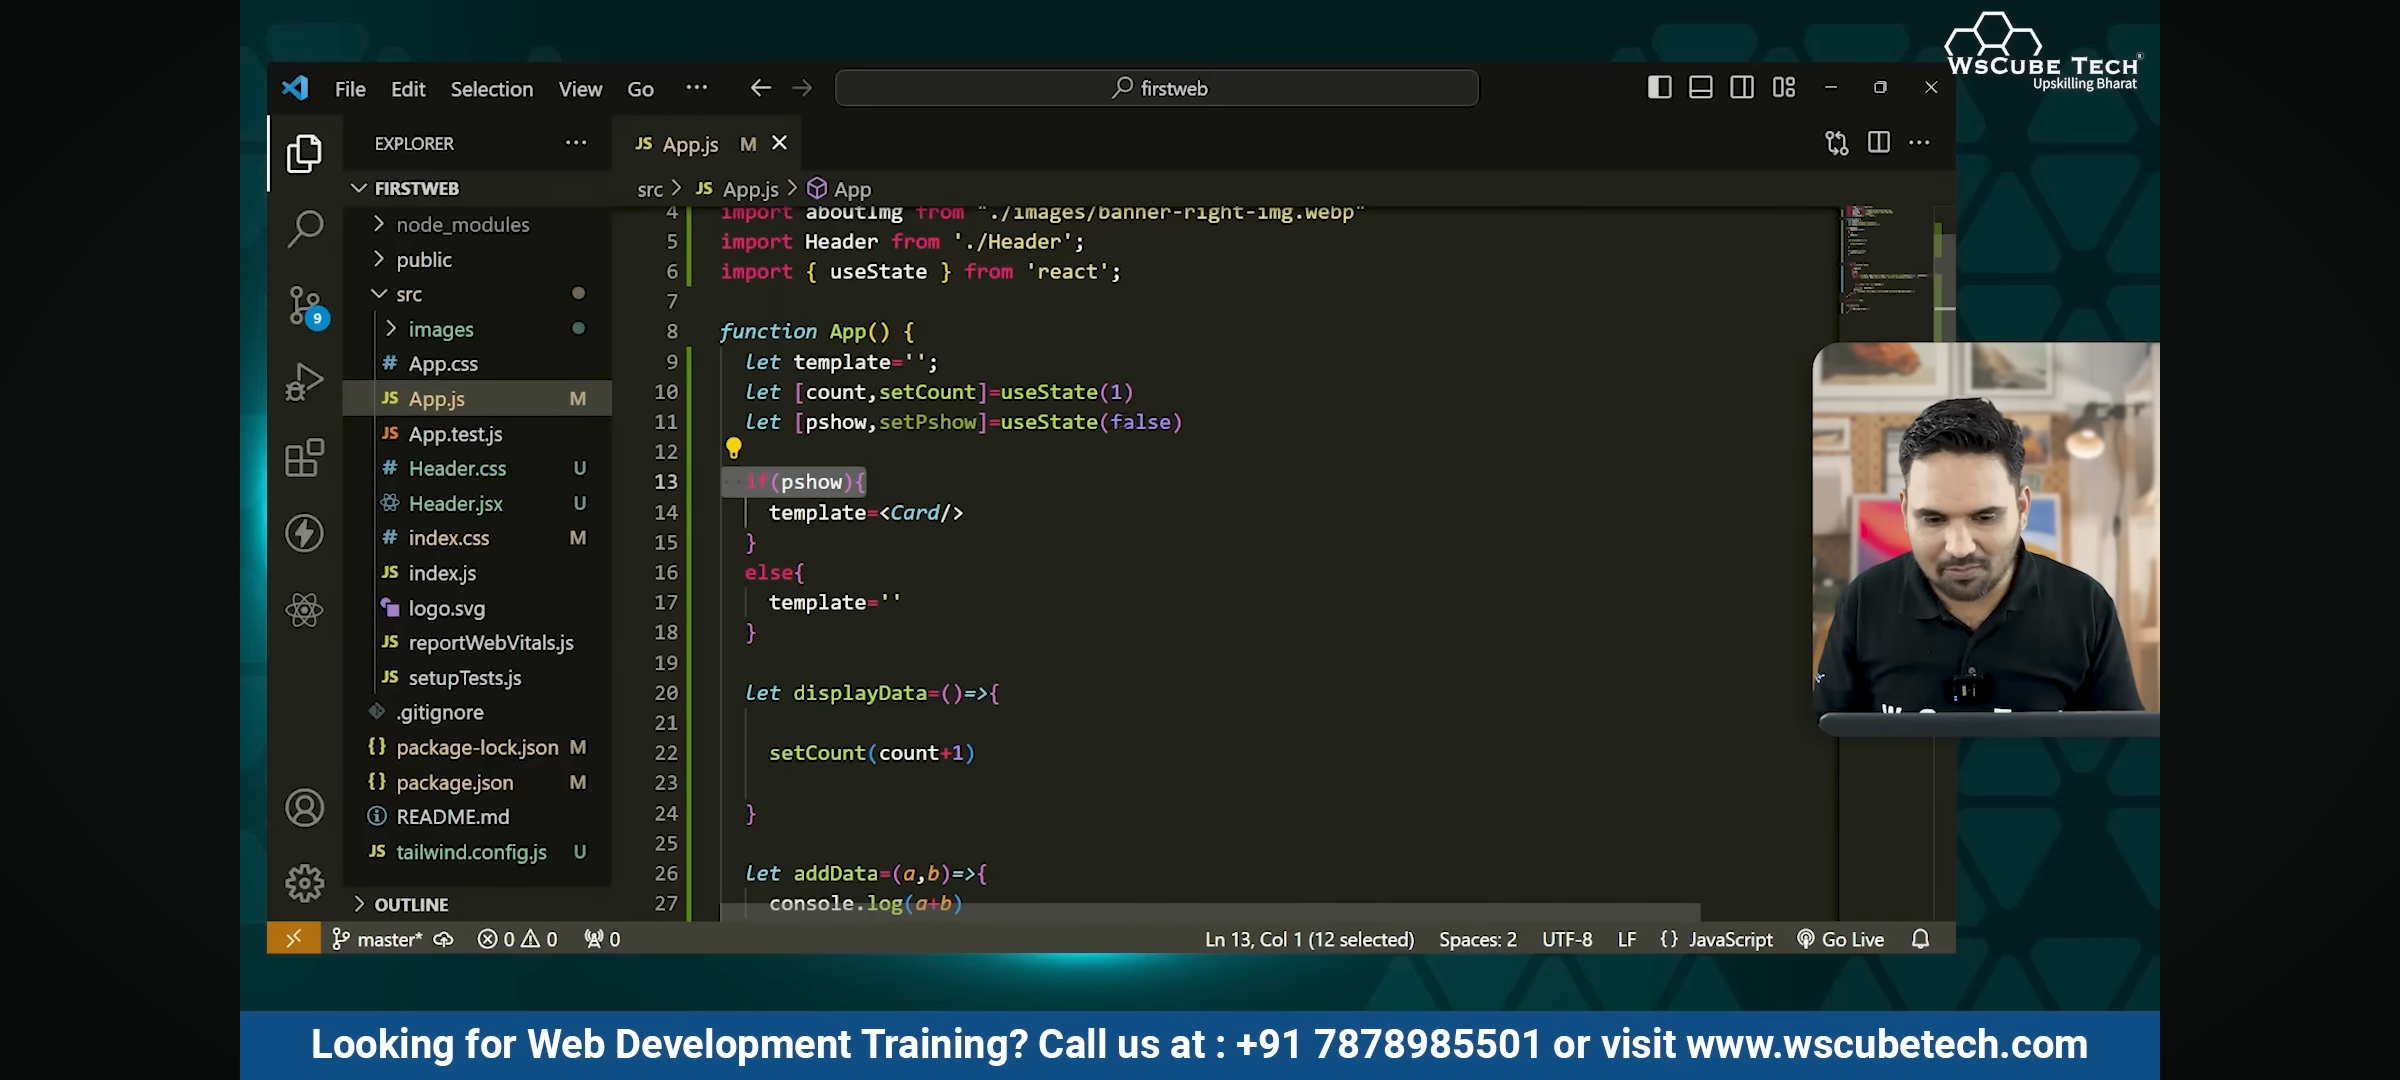 WsCUBE TECH
Upskilling Bharat
File Edit Selection View Go ··· firstweb
EXPLORER ···
JS App.js M
FIRSTWEB
src > JS App.js > App
node_modules
public
src
images
# App.css
JS App.js M
JS App.test.js
# Header.css U
Header.jsx U
# index.css M
JS index.js
logo.svg
JS reportWebVitals.js
JS setupTests.js
.gitignore
{} package-lock.json M
{} package.json M
README.md
JS tailwind.config.js U
OUTLINE
9
4 import aboutImg from "./images/banner-right-img.webp"
5 import Header from './Header';
6 import { useState } from 'react';
7
8 function App() {
9 let template='';
10 let [count,setCount]=useState(1)
11 let [pshow,setPshow]=useState(false)
12
13 if(pshow){
14 template=<Card/>
15 }
16 else{
17 template=''
18 }
19
20 let displayData=()=>{
21
22 setCount(count+1)
23
24 }
25
26 let addData=(a,b)=>{
27 console.log(a+b)
master* 0 0 0 Ln 13, Col 1 (12 selected) Spaces: 2 UTF-8 LF {} JavaScript Go Live
Looking for Web Development Training? Call us at : +91 7878985501 or visit www.wscubetech.com